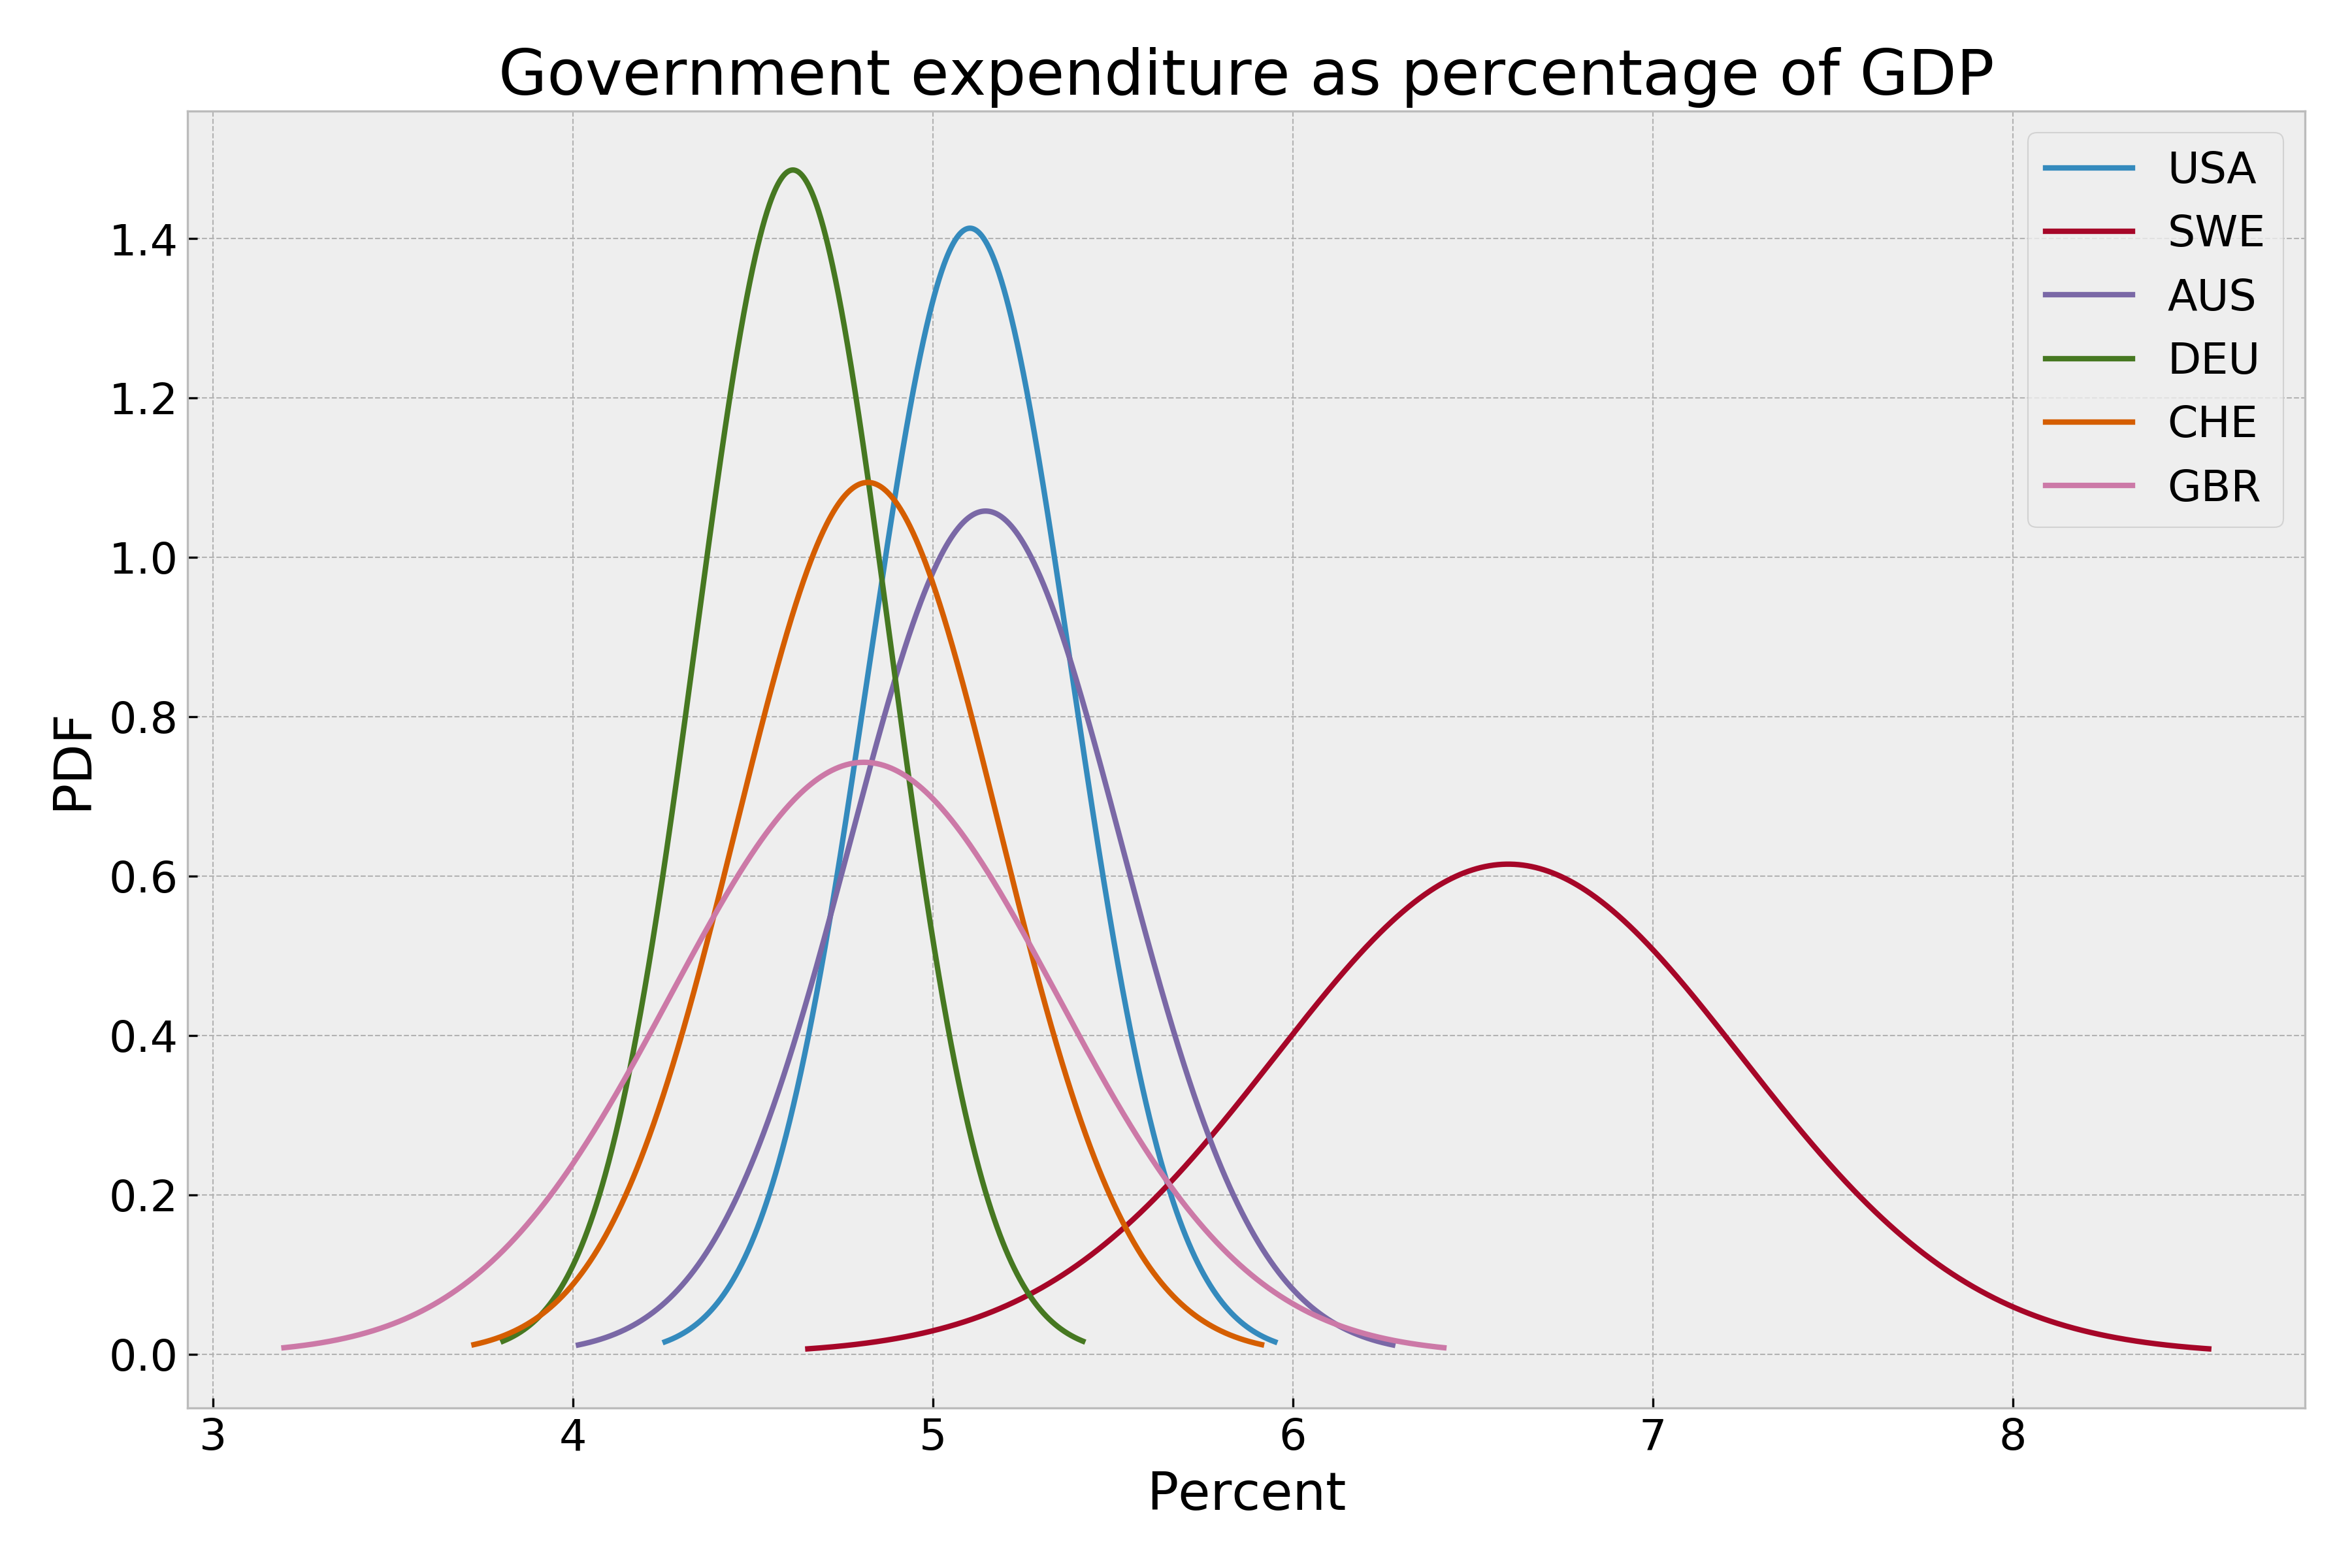 Government expenditure as percentage of GDP
USA
SWE
AUS
DEU
CHE
GBR
1.4
1.2
1.0
0.8
0.6
0.4
0.2
0.0
PDF
3 4 5 6 7 8
Percent